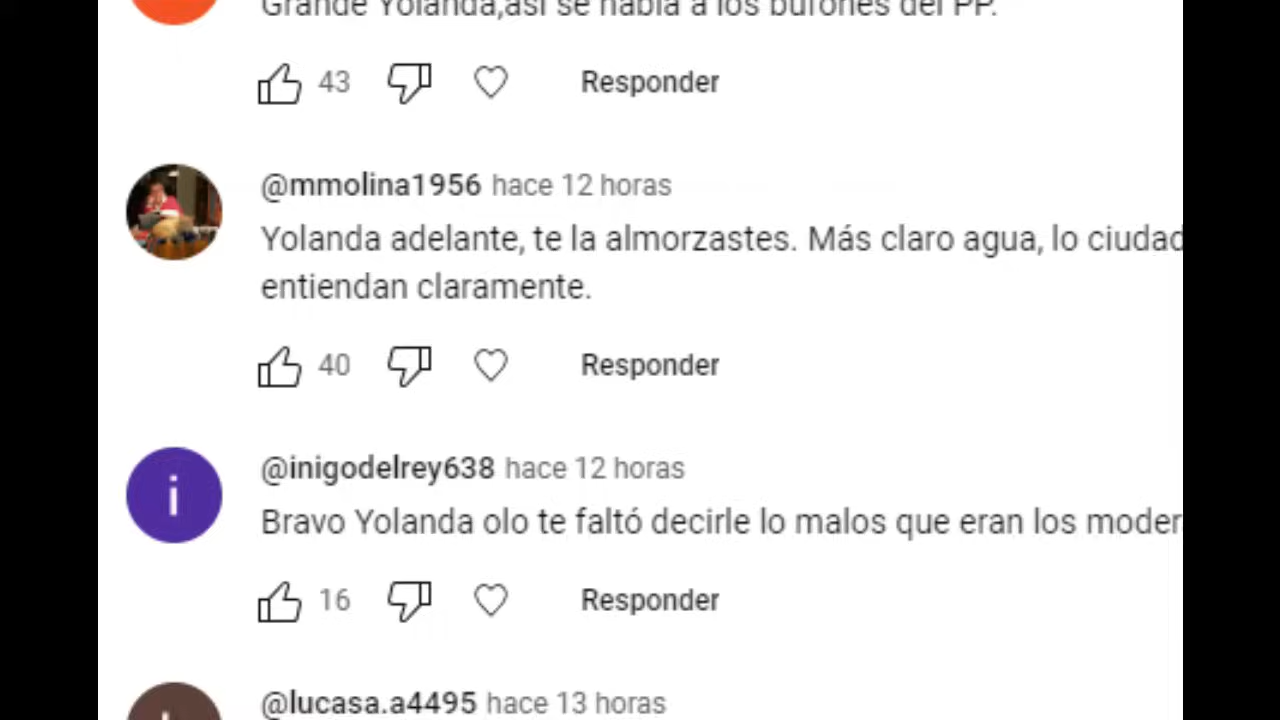 Grande Yolanda,así se habla a los bufones del PP.
43 Responder
@mmolina1956 hace 12 horas
Yolanda adelante, te la almorzastes. Más claro agua, lo ciudad
entiendan claramente.
40 Responder
i
@inigodelrey638 hace 12 horas
Bravo Yolanda olo te faltó decirle lo malos que eran los moder
16 Responder
@lucasa.a4495 hace 13 horas